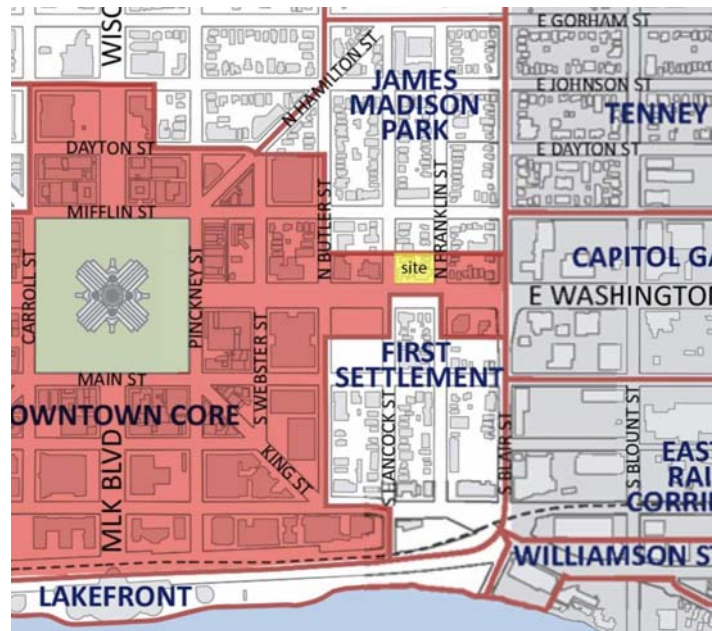 E GORHAM ST
WISC
N HAMILTON ST
JAMES
MADISON
PARK
E JOHNSON ST
TENNEY
DAYTON ST
E DAYTON ST
MIFFLIN ST
N BUTLER ST
N FRANKLIN ST
CARROLL ST
PINCKNEY ST
site
CAPITOL GA
E WASHINGTON
S WEBSTER ST
FIRST
SETTLEMENT
MAIN ST
OWNTOWN CORE
MLK BLVD
KING ST
S HANCOCK ST
S BLAIR ST
S BLOUNT ST
EAST
RAI
CORRI
WILLIAMSON ST
LAKEFRONT